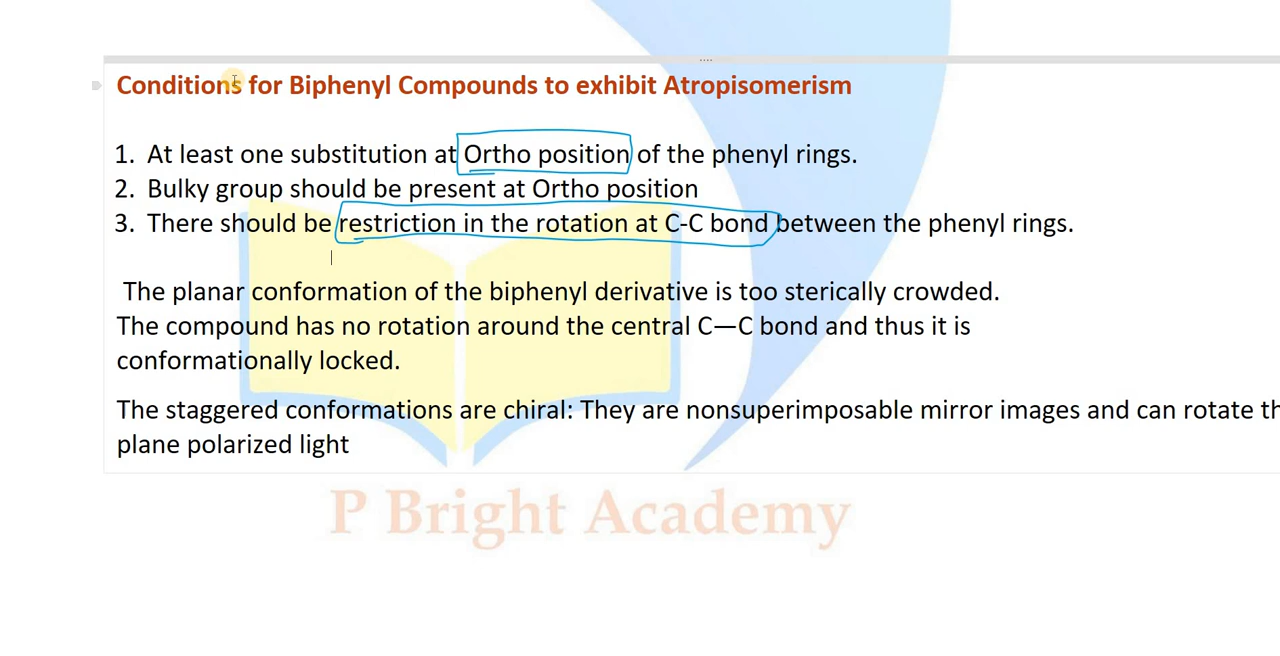 Conditions for Biphenyl Compounds to exhibit Atropisomerism
1. At least one substitution at Ortho position of the phenyl rings.
2. Bulky group should be present at Ortho position
3. There should be restriction in the rotation at C-C bond between the phenyl rings.
The planar conformation of the biphenyl derivative is too sterically crowded.
The compound has no rotation around the central C—C bond and thus it is
conformationally locked.
The staggered conformations are chiral: They are nonsuperimposable mirror images and can rotate th
plane polarized light
P Bright Academy